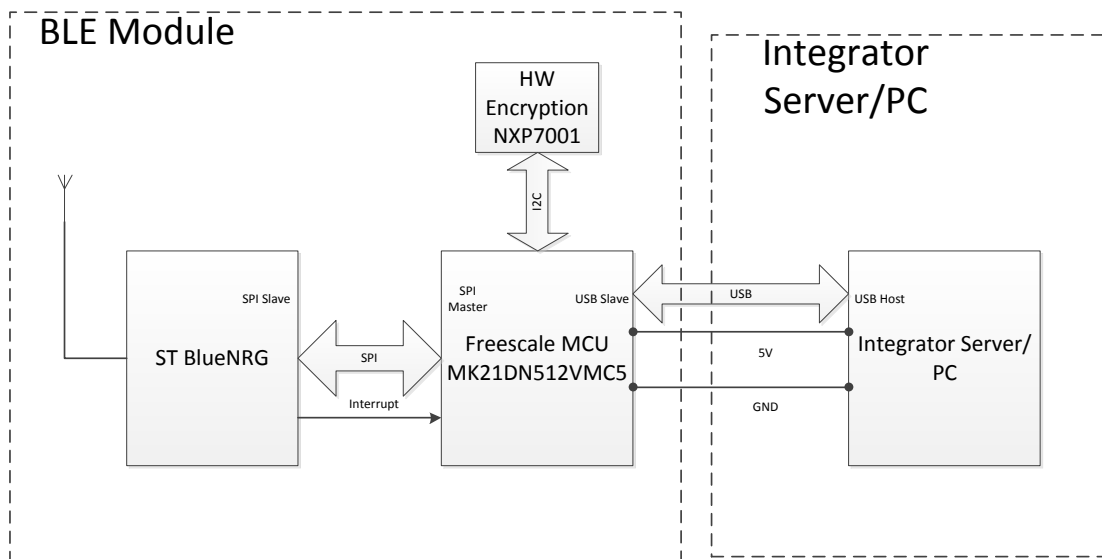 BLE Module
Integrator
Server/PC
HW
Encryption
NXP7001
I2C
SPI Slave
ST BlueNRG
SPI
Interrupt
SPI
Master
USB Slave
Freescale MCU
MK21DN512VMC5
USB
5V
GND
USB Host
Integrator Server/
PC